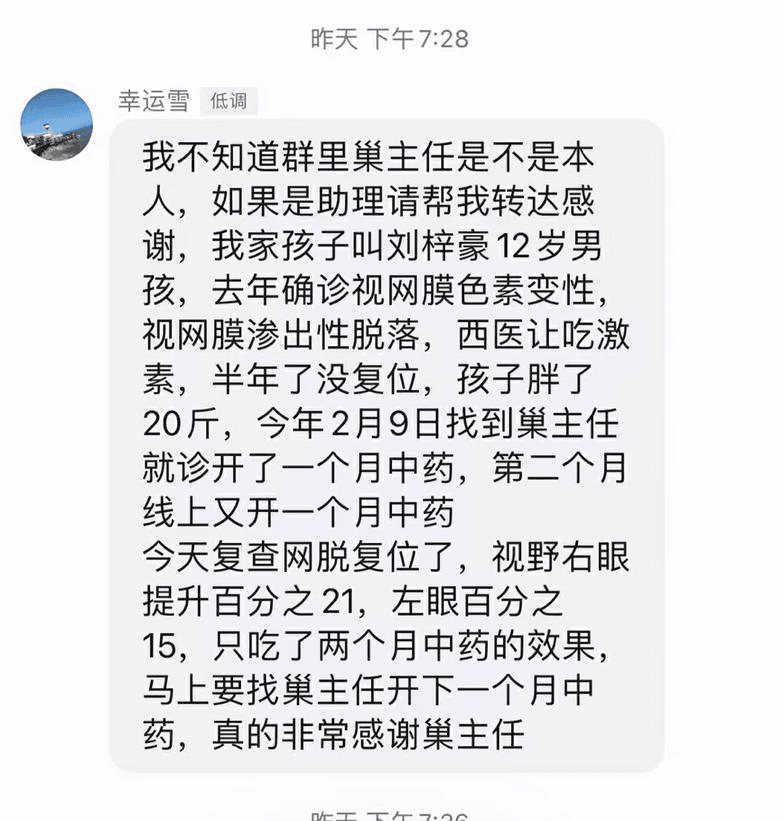 昨天 下午7:28
幸运雪 低调
我不知道群里巢主任是不是本
人，如果是助理请帮我转达感
谢，我家孩子叫刘梓豪12岁男
孩，去年确诊视网膜色素变性，
视网膜渗出性脱落，西医让吃激
素，半年了没复位，孩子胖了
20斤，今年2月9日找到巢主任
就诊开了一个月中药，第二个月
线上又开一个月中药
今天复查网脱复位了，视野右眼
提升百分之21，左眼百分之
15，只吃了两个月中药的效果，
马上要找巢主任开下一个月中
药，真的非常感谢巢主任
昨天 下午7:36